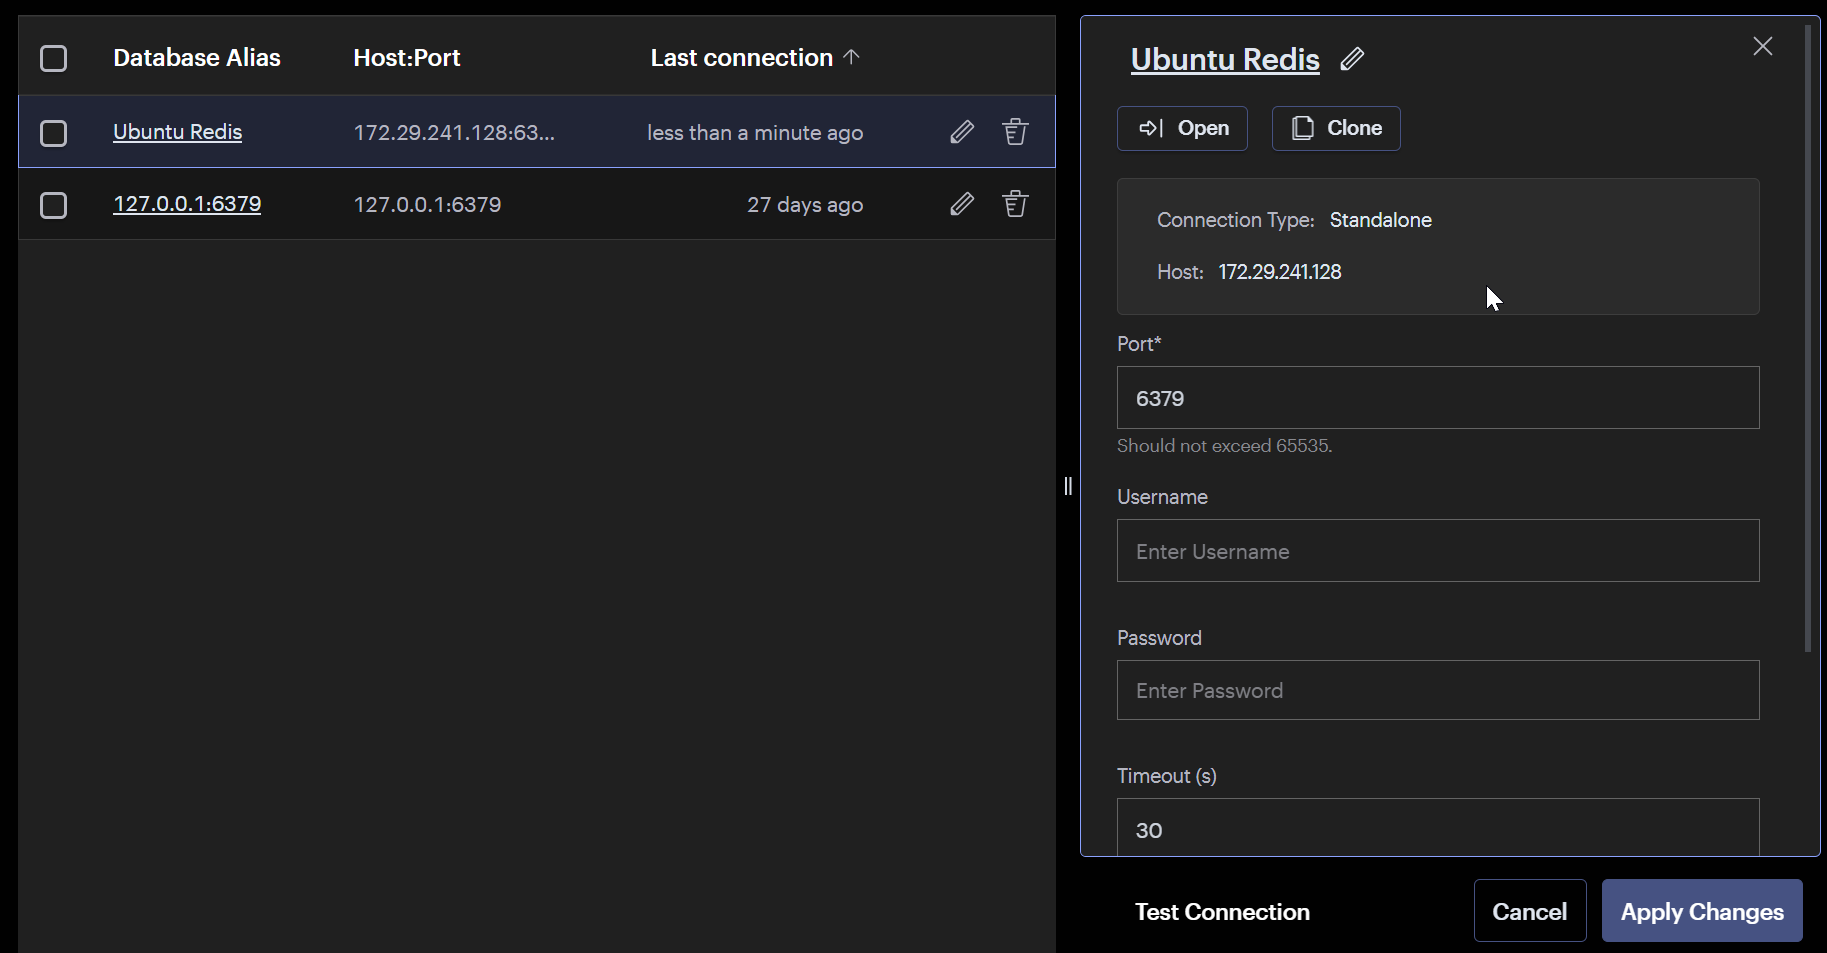 Database Alias Host:Port Last connection ↑
Ubuntu Redis 172.29.241.128:63... less than a minute ago
127.0.0.1:6379 127.0.0.1:6379 27 days ago
Ubuntu Redis
Open Clone
Connection Type: Standalone
Host: 172.29.241.128
Port*
6379
Should not exceed 65535.
Username
Enter Username
Password
Enter Password
Timeout (s)
30
Test Connection Cancel Apply Changes